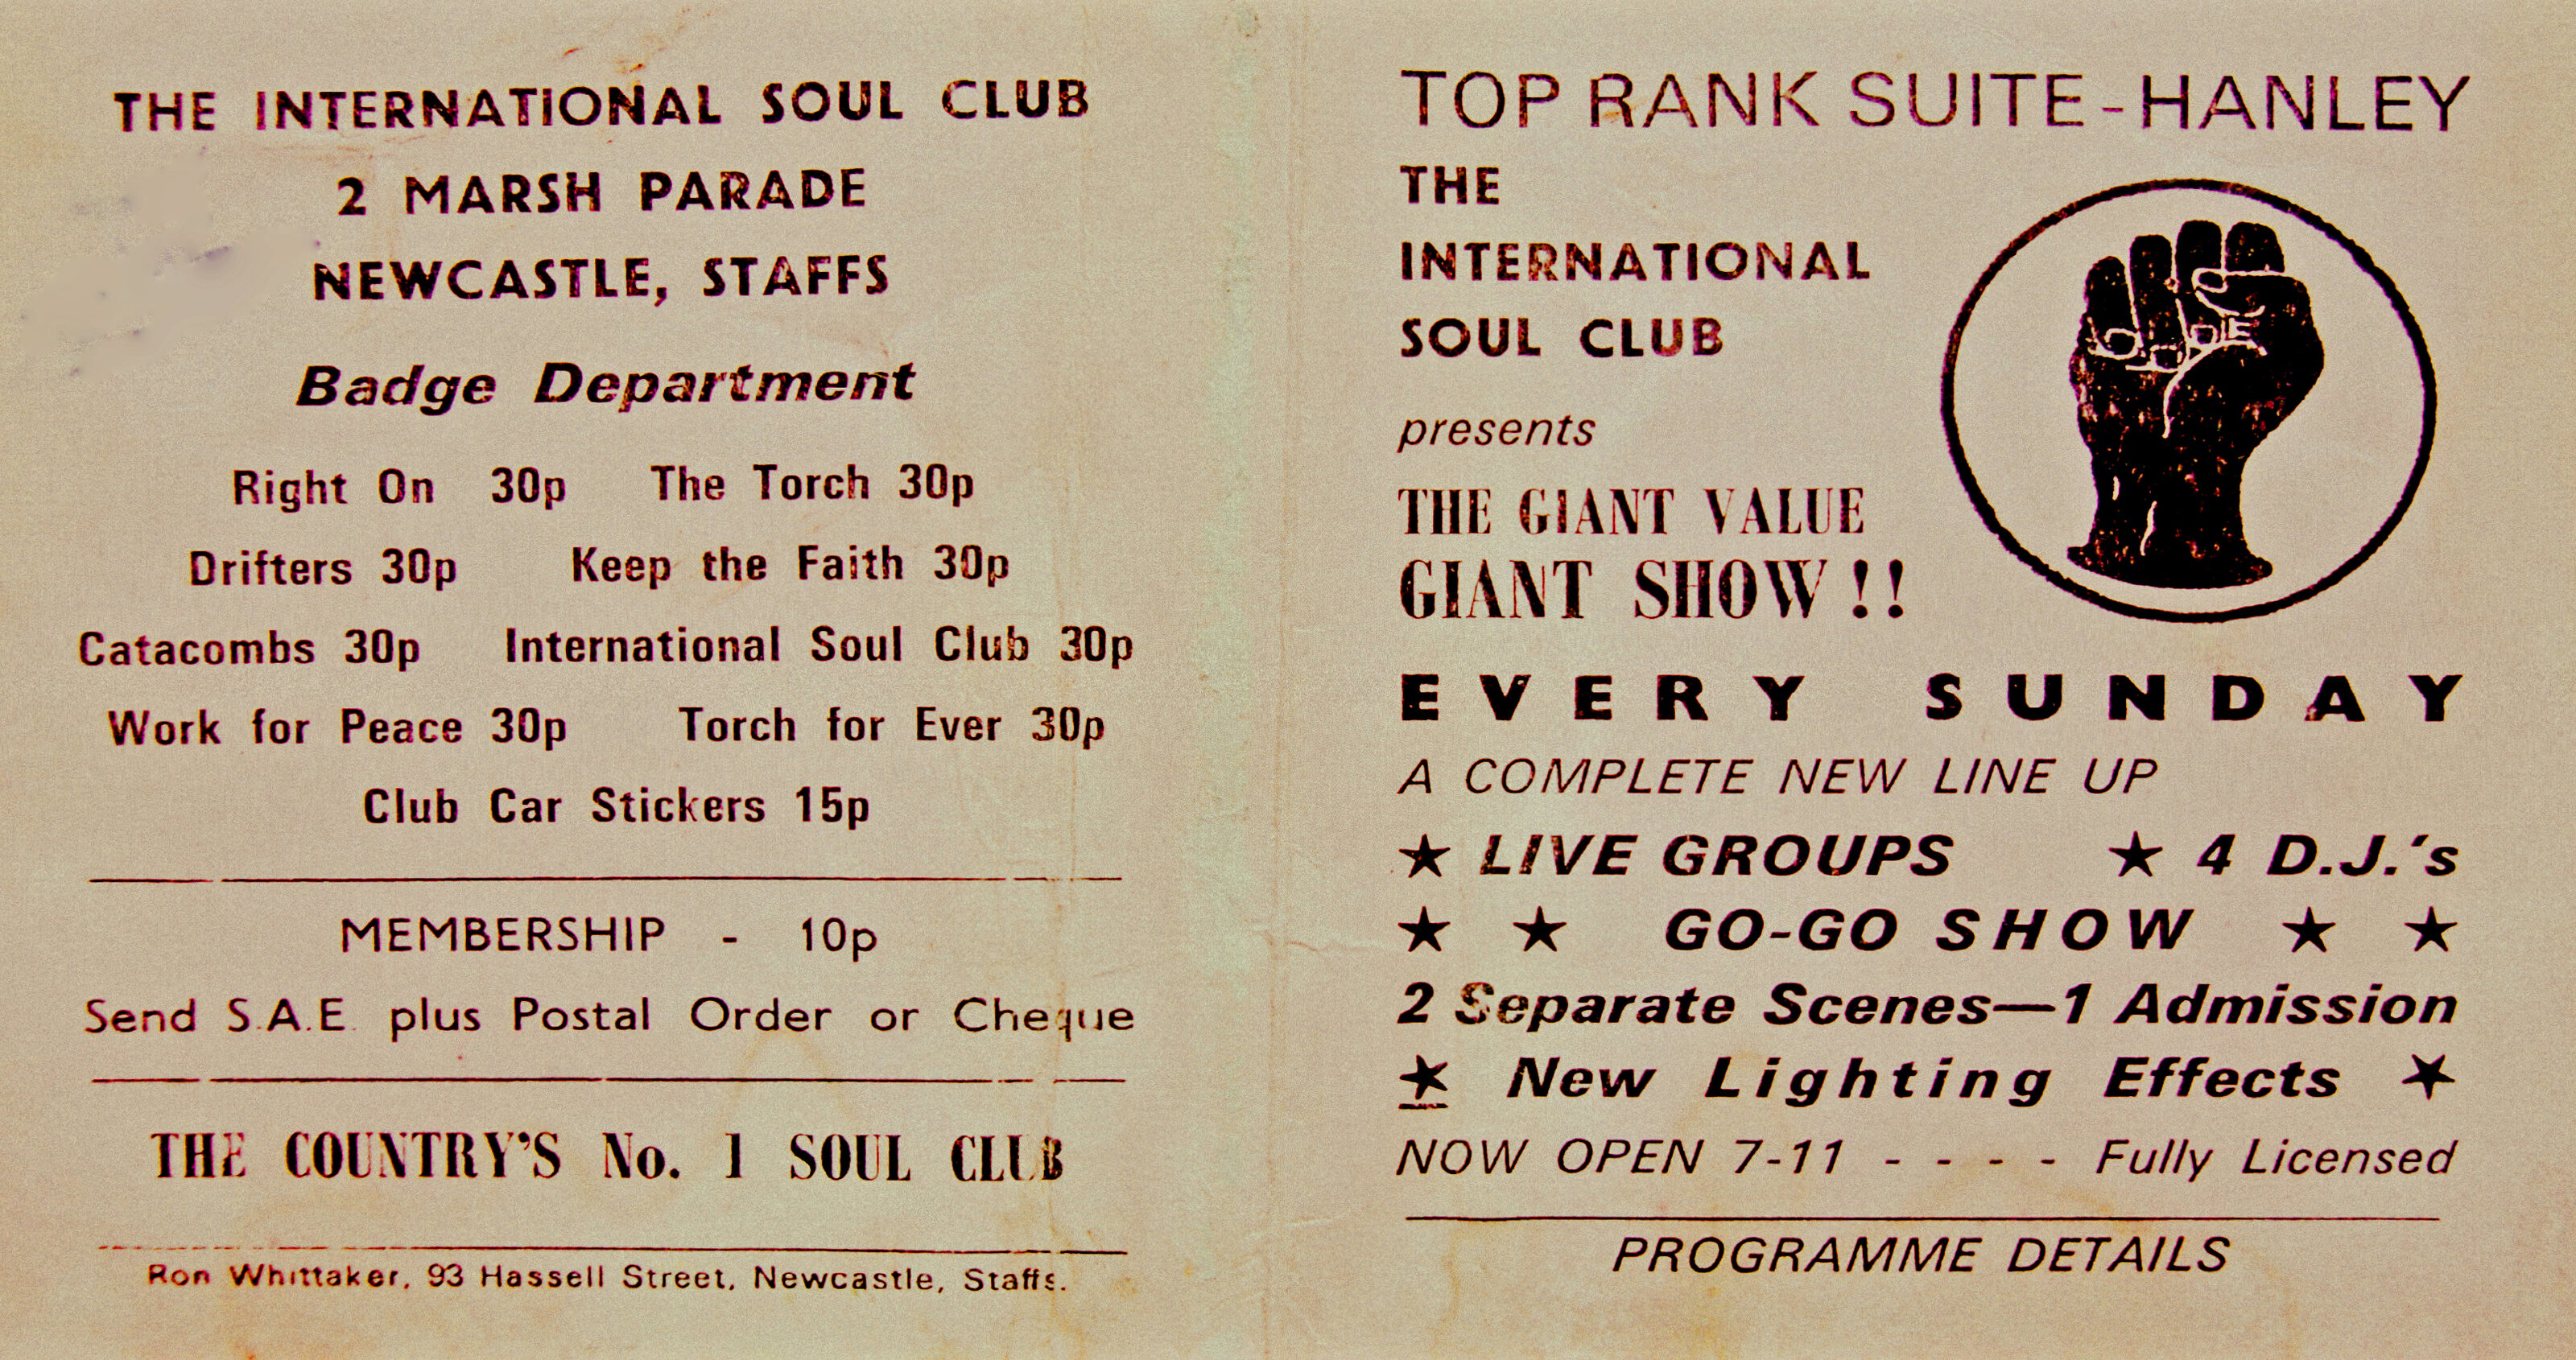 THE INTERNATIONAL SOUL CLUB
2 MARSH PARADE
NEWCASTLE, STAFFS
Badge Department
Right On 30p The Torch 30p
Drifters 30p Keep the Faith 30p
Catacombs 30p International Soul Club 30p
Work for Peace 30p Torch for Ever 30p
Club Car Stickers 15p
MEMBERSHIP - 10p
Send S.A.E. plus Postal Order or Cheque
THE COUNTRY'S No. 1 SOUL CLUB
Ron Whittaker, 93 Hassell Street, Newcastle, Staffs.
TOP RANK SUITE-HANLEY
THE
INTERNATIONAL
SOUL CLUB
presents
THE GIANT VALUE
GIANT SHOW!!
EVERY SUNDAY
A COMPLETE NEW LINE UP
★ LIVE GROUPS ★ 4 D.J.'s
★ ★ GO-GO SHOW ★ ★
2 Separate Scenes—1 Admission
★ New Lighting Effects ★
NOW OPEN 7-11 - - - - Fully Licensed
PROGRAMME DETAILS